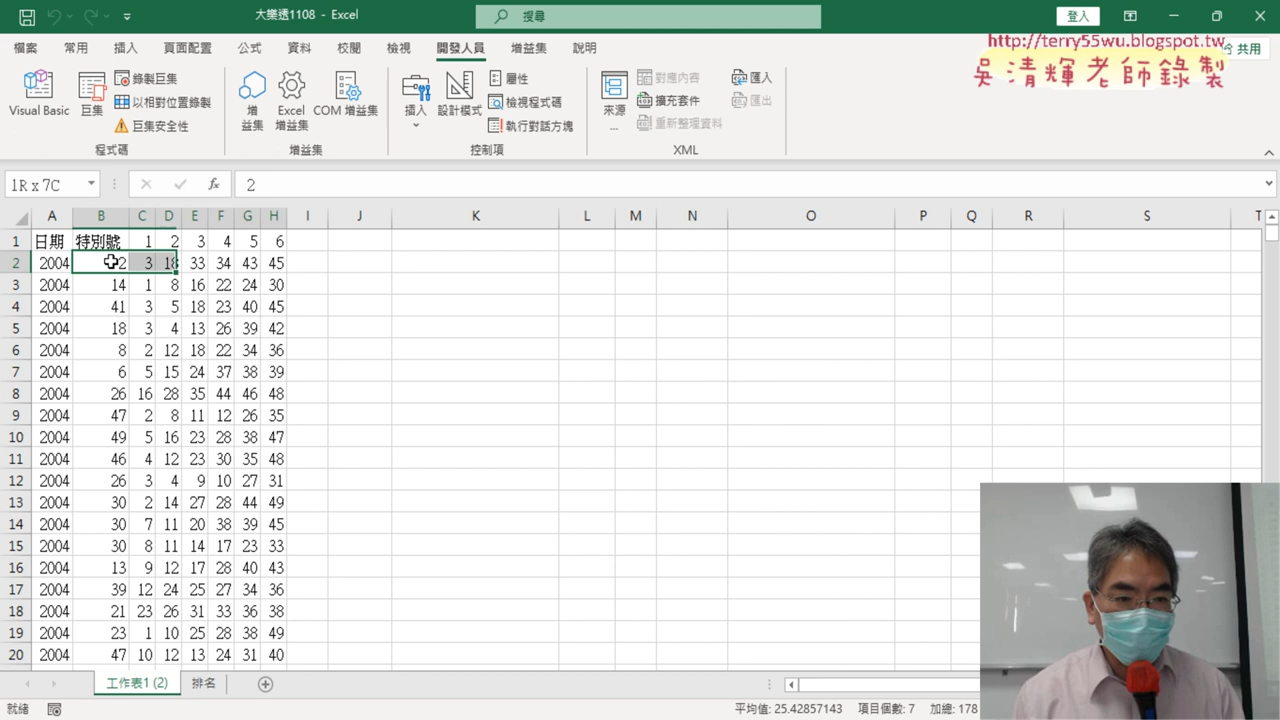 大樂透1108 - Excel
搜尋
登入
http://terry55wu.blogspot.tw
吳清輝老師錄製
檔案 常用 插入 頁面配置 公式 資料 校閱 檢視 開發人員 增益集 說明 共用
Visual Basic 巨集 錄製巨集 以相對位置錄製 巨集安全性 程式碼
增益集 Excel 增益集 COM 增益集 增益集
插入 設計模式 屬性 檢視程式碼 執行對話方塊 控制項
來源... 對應內容 擴充套件 重新整理資料 匯入 匯出 XML
1R x 7C fx 2
A B C D E F G H I J K L M N O P Q R S T
1 日期 特別號 1 2 3 4 5 6
2 2004 2 3 18 33 34 43 45
3 2004 14 1 8 16 22 24 30
4 2004 41 3 5 18 23 40 45
5 2004 18 3 4 13 26 39 42
6 2004 8 2 12 18 22 34 36
7 2004 6 5 15 24 37 38 39
8 2004 26 16 28 35 44 46 48
9 2004 47 2 8 11 12 26 35
10 2004 49 5 16 23 28 38 47
11 2004 46 4 12 23 30 35 48
12 2004 26 3 4 9 10 27 31
13 2004 30 2 14 27 28 44 49
14 2004 30 7 11 20 38 39 45
15 2004 30 8 11 14 17 23 33
16 2004 13 9 12 17 28 40 43
17 2004 39 12 24 25 27 34 36
18 2004 21 23 26 31 33 36 38
19 2004 23 1 10 25 28 38 49
20 2004 47 10 12 13 24 31 40
工作表1 (2) 排名
就緒 平均值: 25.42857143 項目個數: 7 加總: 178